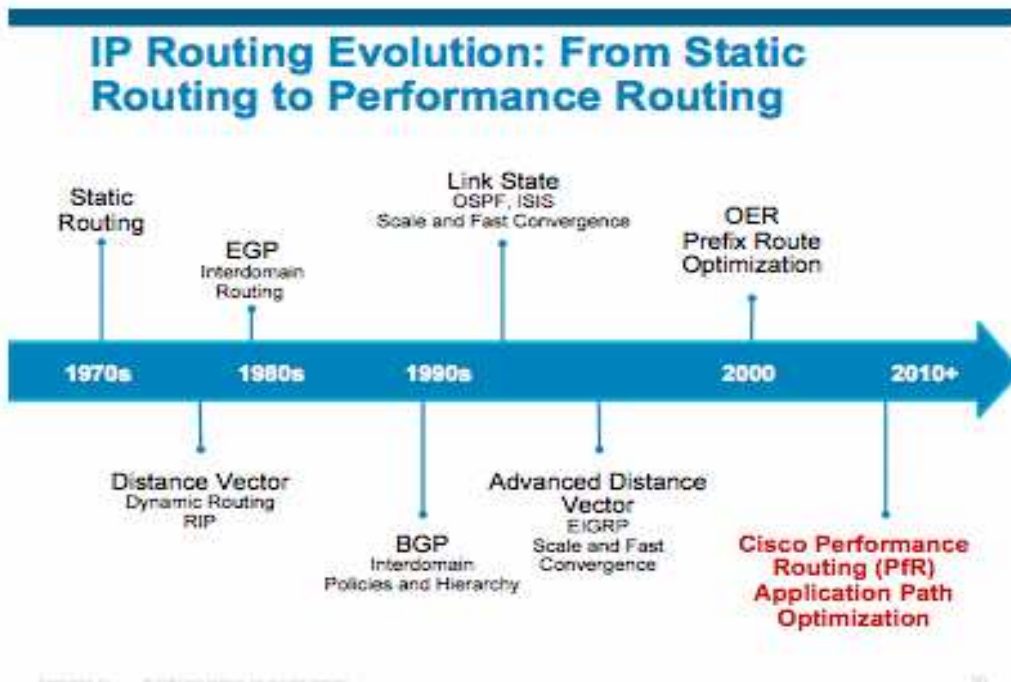 IP Routing Evolution: From Static
Routing to Performance Routing
Static
Routing
EGP
Interdomain
Routing
Link State
OSPF, ISIS
Scale and Fast Convergence
OER
Prefix Route
Optimization
1970s
1980s
1990s
2000
2010+
Distance Vector
Dynamic Routing
RIP
BGP
Interdomain
Policies and Hierarchy
Advanced Distance
Vector
EIGRP
Scale and Fast
Convergence
Cisco Performance
Routing (PfR)
Application Path
Optimization